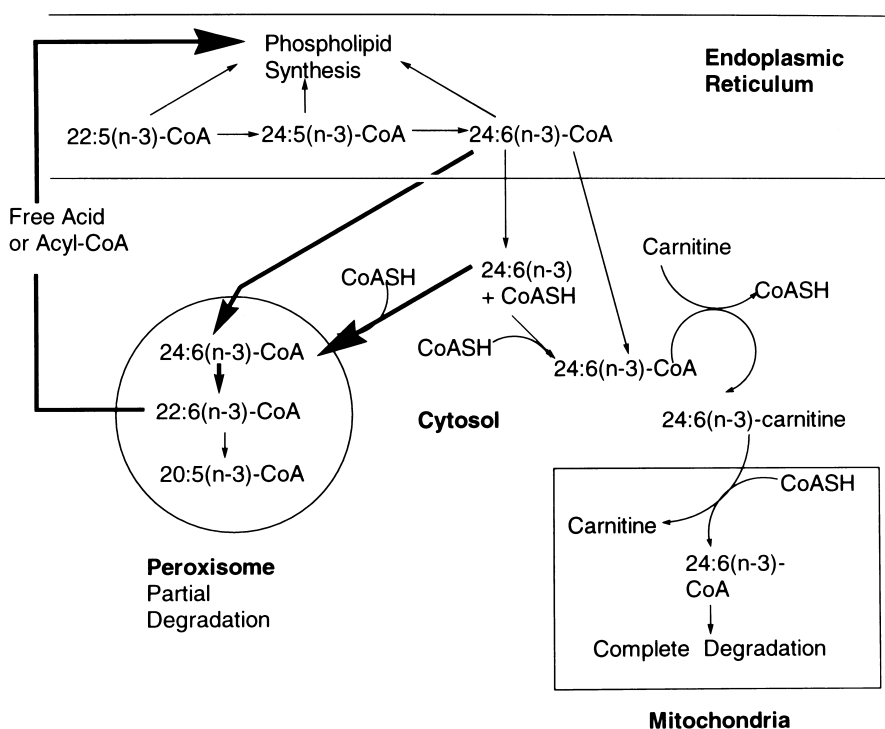 Phospholipid
Synthesis
Endoplasmic
Reticulum
22:5(n-3)-CoA
24:5(n-3)-CoA
24:6(n-3)-CoA
Free Acid
or Acyl-CoA
Carnitine
CoASH
24:6(n-3)
+ CoASH
CoASH
CoASH
24:6(n-3)-CoA
24:6(n-3)-CoA
22:6(n-3)-CoA
Cytosol
24:6(n-3)-carnitine
20:5(n-3)-CoA
CoASH
Carnitine
Peroxisome
Partial
Degradation
24:6(n-3)-
CoA
Complete Degradation
Mitochondria